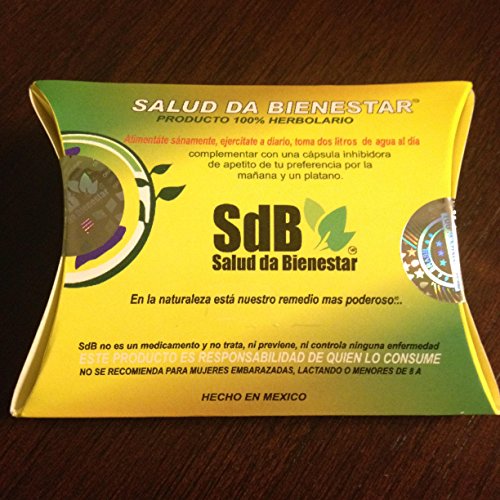 SALUD DA BIENESTAR
PRODUCTO 100% HERBOLARIO
Alimentáte sánamente, ejercitate a diario, toma dos litros de agua al día
complementar con una cápsula inhibidora
de apetito de tu preferencia por la
mañana y un platano.
SdB
Salud da Bienestar
En la naturaleza está nuestro remedio mas poderoso...
SdB no es un medicamento y no trata, ni previene, ni controla ninguna enfermedad
ESTE PRODUCTO ES RESPONSABILIDAD DE QUIEN LO CONSUME
NO SE RECOMIENDA PARA MUJERES EMBARAZADAS, LACTANDO O MENORES DE 8 A
HECHO EN MEXICO